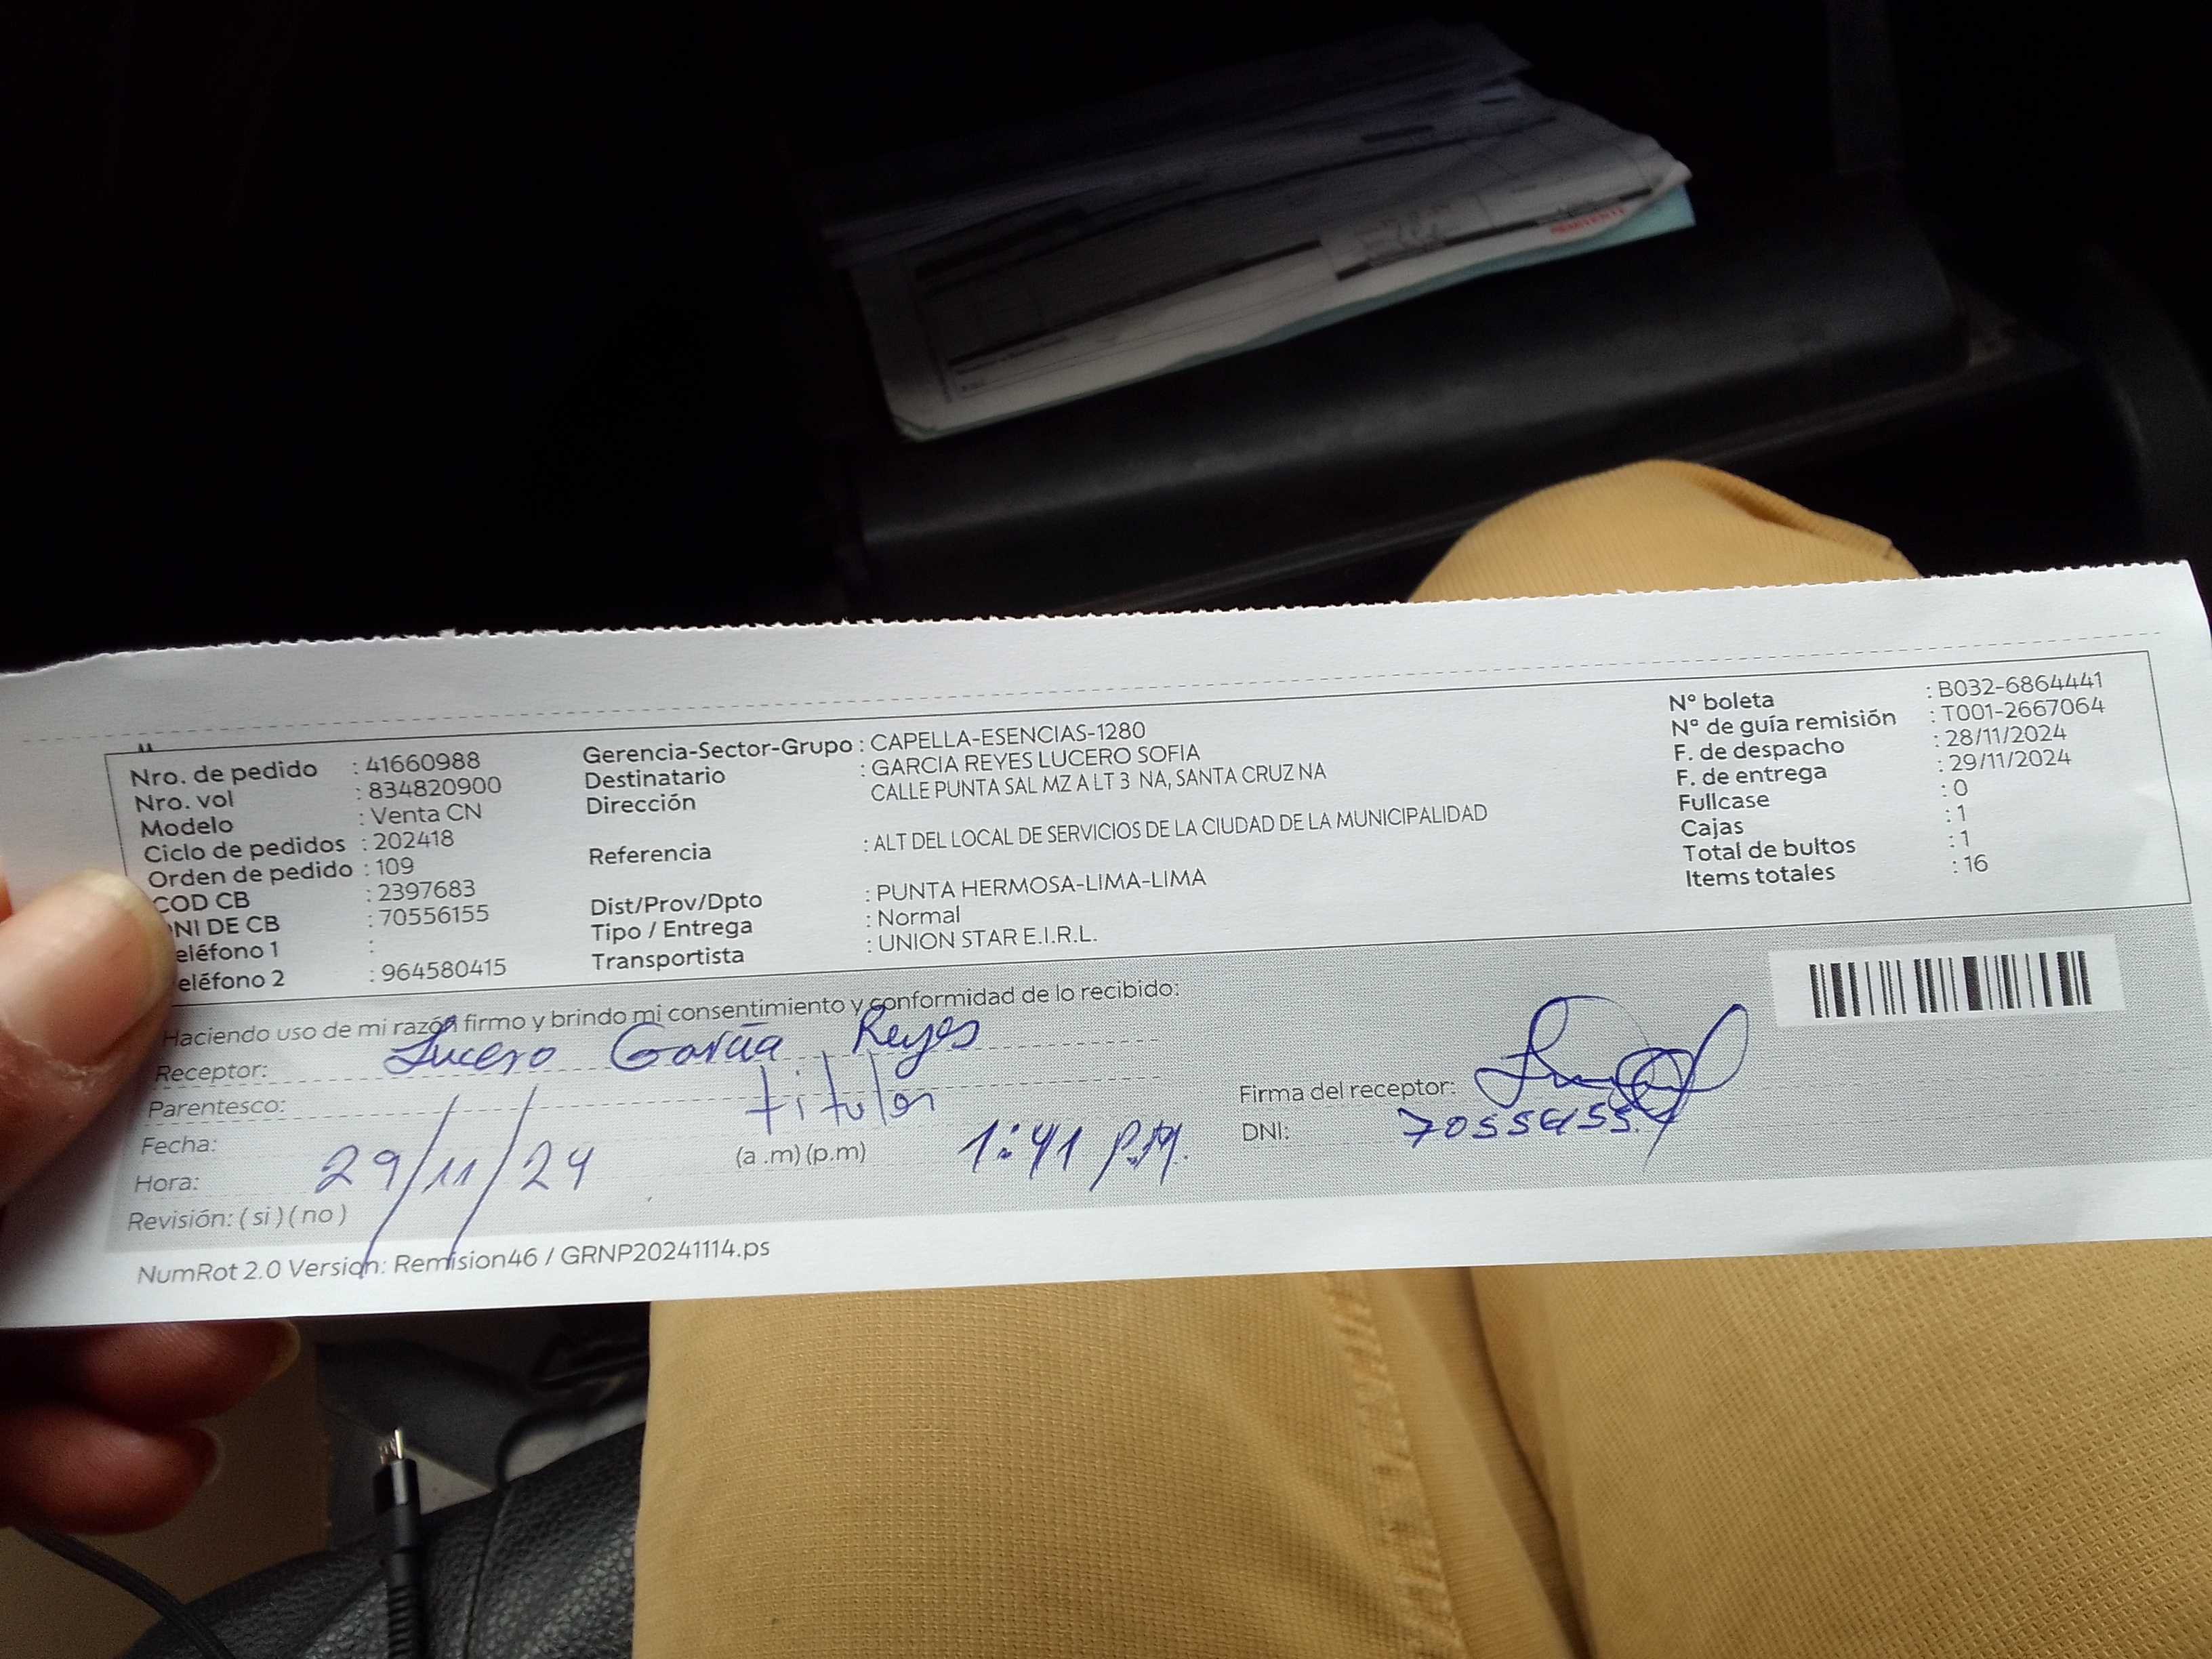 Nro. de pedido : 41660988
Nro. vol : 834820900
Modelo : Venta CN
Ciclo de pedidos : 202418
Orden de pedido : 109
COD CB : 2397683
NI DE CB : 70556155
eléfono 1 :
eléfono 2 : 964580415
Gerencia-Sector-Grupo : CAPELLA-ESENCIAS-1280
Destinatario : GARCIA REYES LUCERO SOFIA
Dirección CALLE PUNTA SAL MZ A LT 3 NA, SANTA CRUZ NA
Referencia : ALT DEL LOCAL DE SERVICIOS DE LA CIUDAD DE LA MUNICIPALIDAD
Dist/Prov/Dpto : PUNTA HERMOSA-LIMA-LIMA
Tipo / Entrega : Normal
Transportista : UNION STAR E.I.R.L.
N° boleta : B032-6864441
N° de guía remisión : T001-2667064
F. de despacho : 28/11/2024
F. de entrega : 29/11/2024
Fullcase : 0
Cajas : 1
Total de bultos : 1
Items totales : 16
Haciendo uso de mi razón firmo y brindo mi consentimiento y conformidad de lo recibido:
Receptor: Lucero García Reyes
Parentesco: titular
Fecha: 29/11/24
Hora: (a .m) (p.m) 1:41 P.M.
Revisión: ( si ) ( no )
Firma del receptor:
DNI: 70556155
NumRot 2.0 Version: Remision46 / GRNP20241114.ps